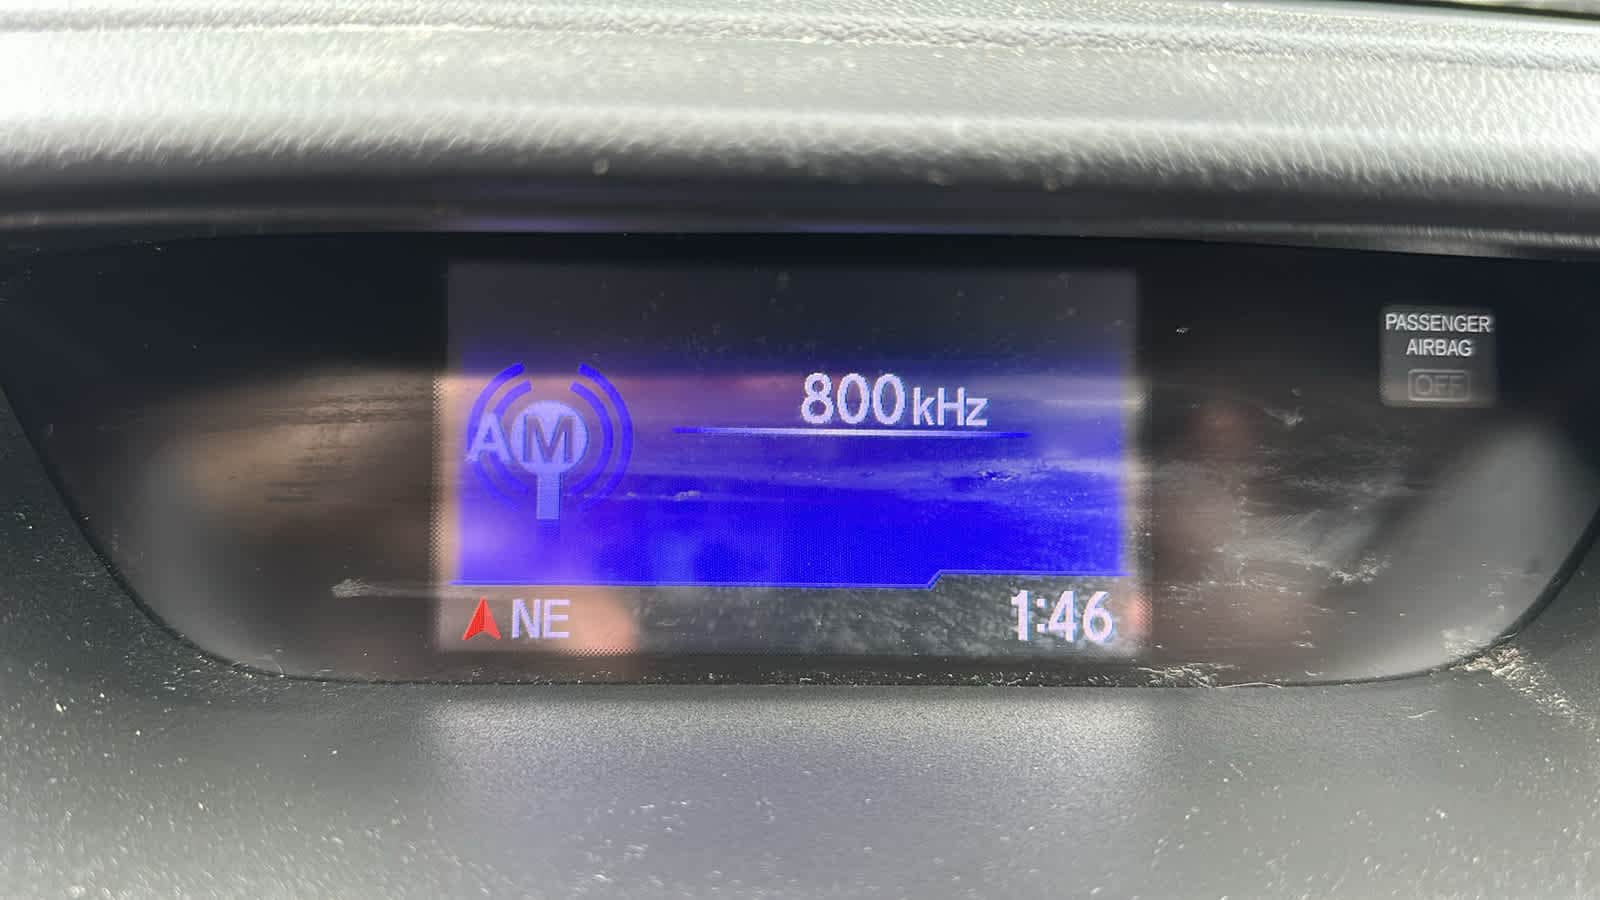 PASSENGER
AIRBAG
OFF
800kHz
AM
NE
1:46